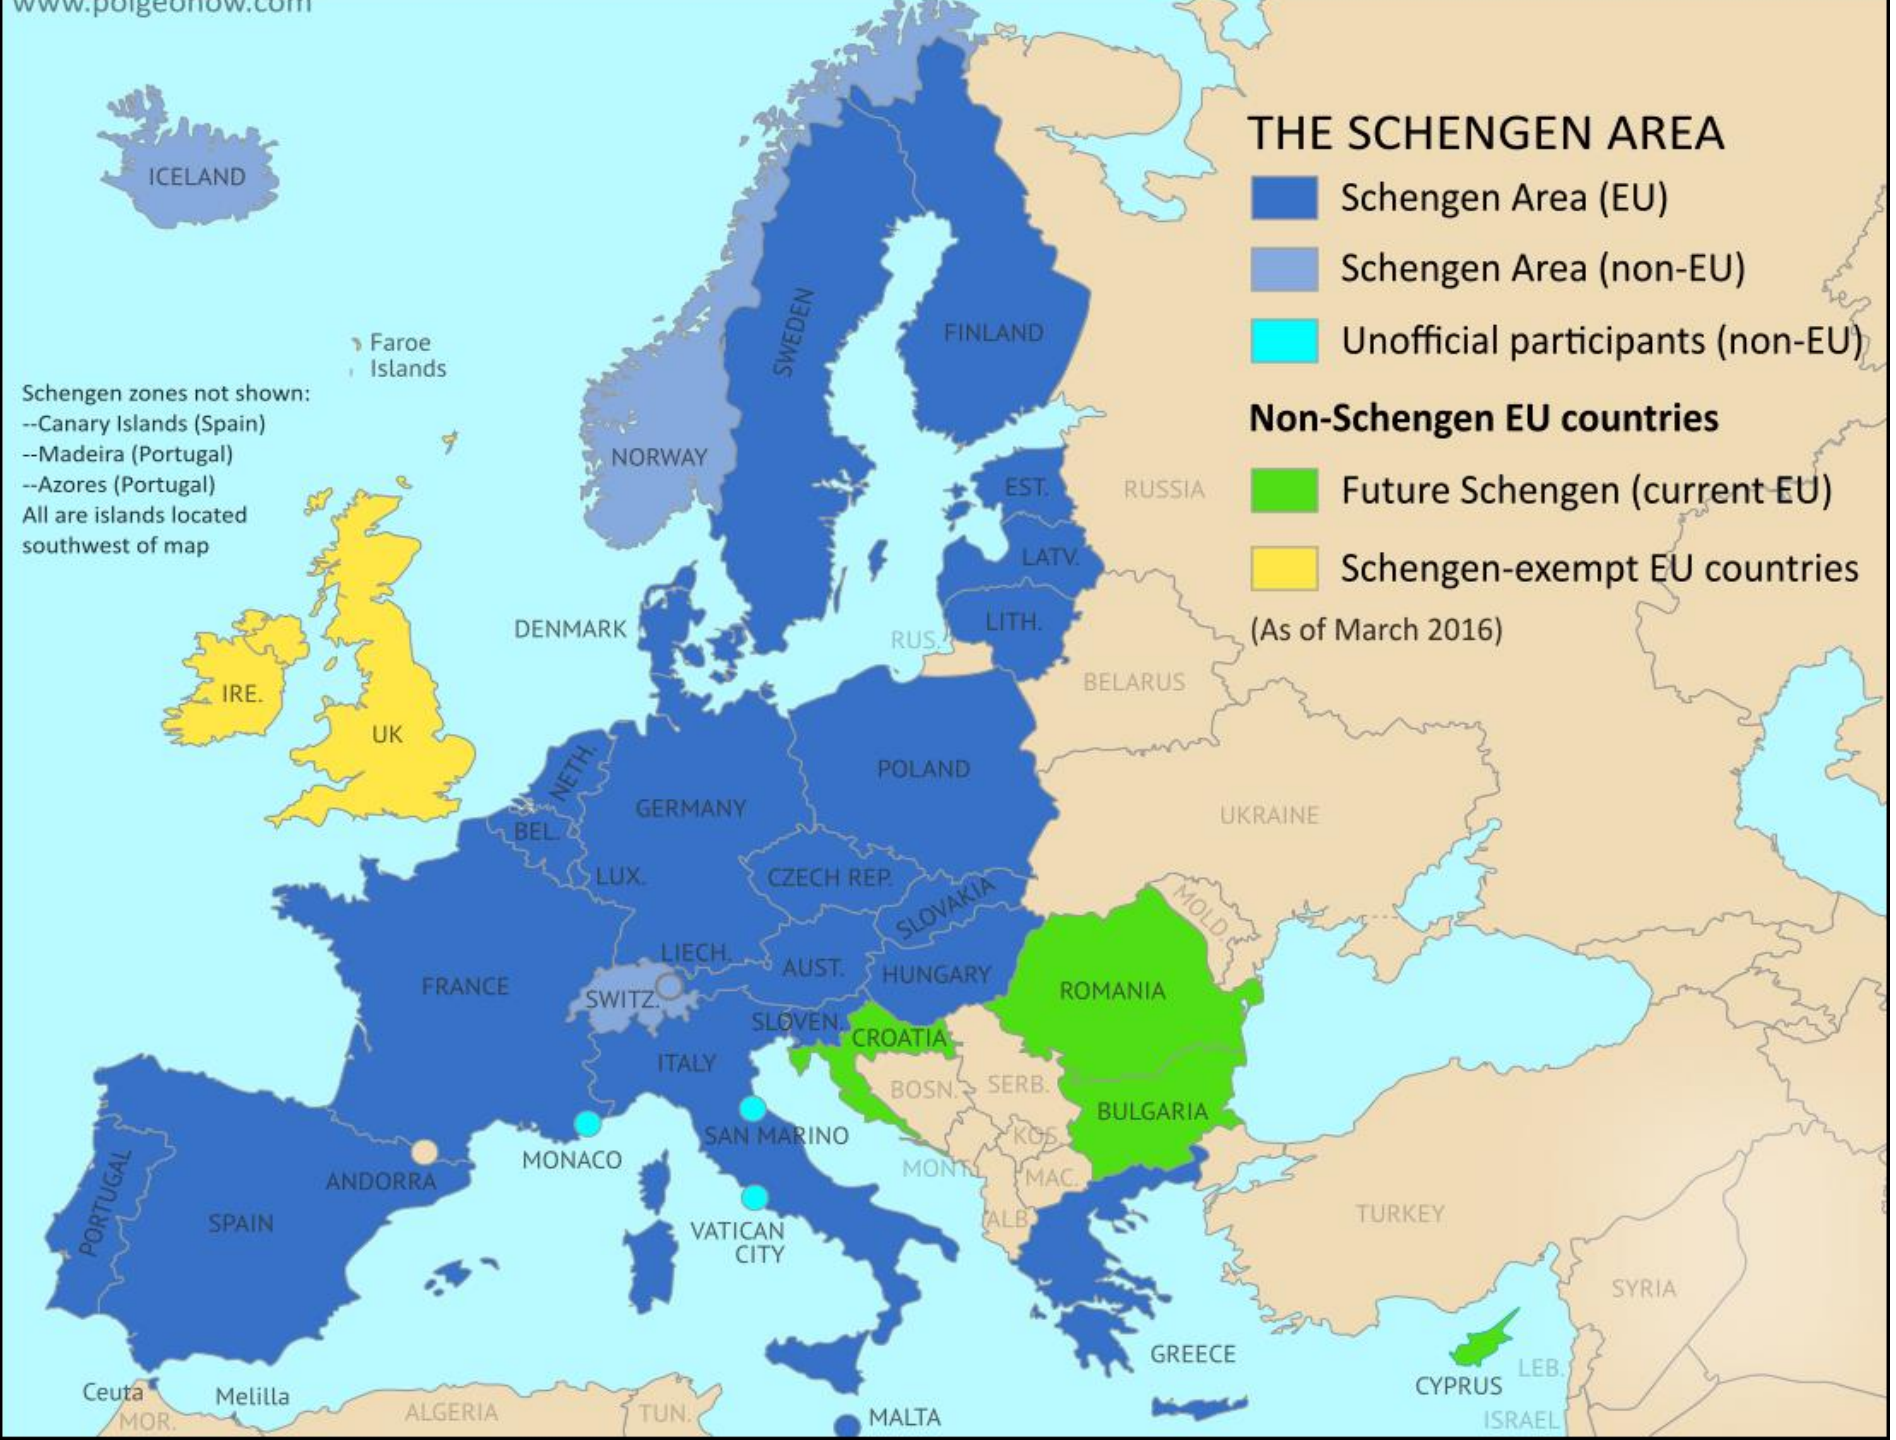 www.polgeonow.com
ICELAND
THE SCHENGEN AREA
Schengen Area (EU)
Schengen Area (non-EU)
Unofficial participants (non-EU)
Non-Schengen EU countries
Future Schengen (current EU)
Schengen-exempt EU countries
(As of March 2016)
Faroe
Islands
Schengen zones not shown:
--Canary Islands (Spain)
--Madeira (Portugal)
--Azores (Portugal)
All are islands located
southwest of map
SWEDEN
FINLAND
NORWAY
EST.
RUSSIA
LATV.
DENMARK
LITH.
RUS.
BELARUS
IRE.
UK
NETH.
POLAND
GERMANY
UKRAINE
BEL.
LUX.
CZECH REP.
SLOVAKIA
MOLD.
LIECH.
AUST.
HUNGARY
FRANCE
SWITZ.
ROMANIA
SLOVEN.
CROATIA
ITALY
BOSN.
SERB.
BULGARIA
SAN MARINO
KOS.
MONACO
MONT.
MAC.
ANDORRA
PORTUGAL
SPAIN
VATICAN
CITY
ALB.
TURKEY
SYRIA
GREECE
CYPRUS
LEB.
ISRAEL
Ceuta
Melilla
MOR.
ALGERIA
TUN.
MALTA